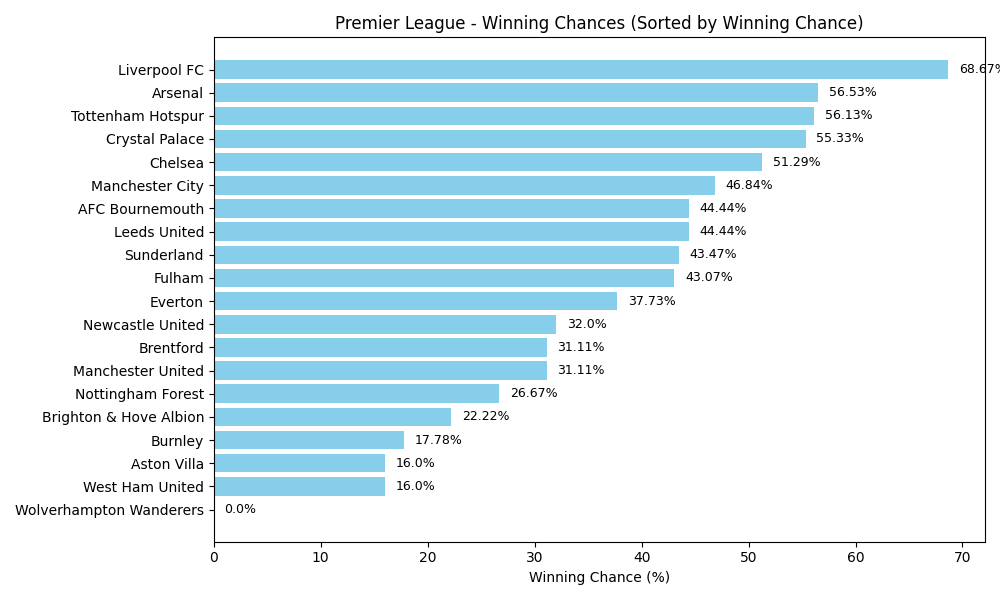 Premier League - Winning Chances (Sorted by Winning Chance)
Liverpool FC 68.67%
Arsenal 56.53%
Tottenham Hotspur 56.13%
Crystal Palace 55.33%
Chelsea 51.29%
Manchester City 46.84%
AFC Bournemouth 44.44%
Leeds United 44.44%
Sunderland 43.47%
Fulham 43.07%
Everton 37.73%
Newcastle United 32.0%
Brentford 31.11%
Manchester United 31.11%
Nottingham Forest 26.67%
Brighton & Hove Albion 22.22%
Burnley 17.78%
Aston Villa 16.0%
West Ham United 16.0%
Wolverhampton Wanderers 0.0%
0 10 20 30 40 50 60 70
Winning Chance (%)